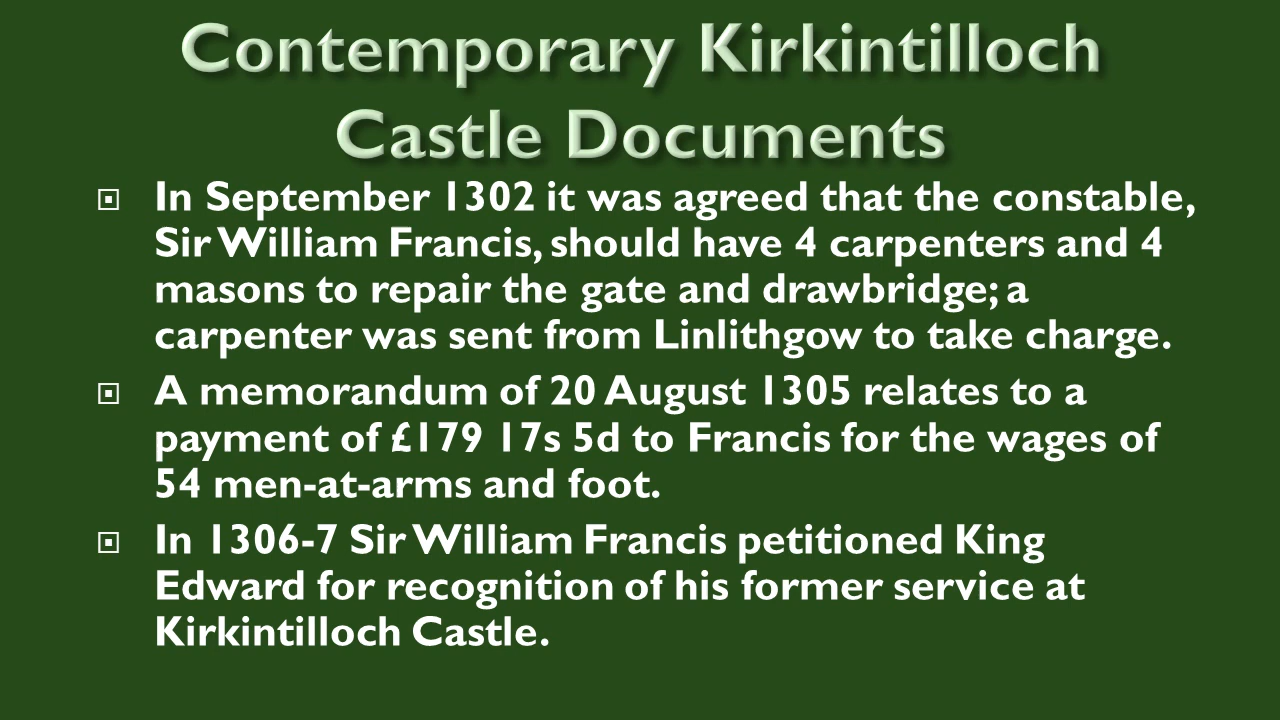 Contemporary Kirkintilloch
Castle Documents
In September 1302 it was agreed that the constable,
Sir William Francis, should have 4 carpenters and 4
masons to repair the gate and drawbridge; a
carpenter was sent from Linlithgow to take charge.
A memorandum of 20 August 1305 relates to a
payment of £179 17s 5d to Francis for the wages of
54 men-at-arms and foot.
In 1306-7 Sir William Francis petitioned King
Edward for recognition of his former service at
Kirkintilloch Castle.